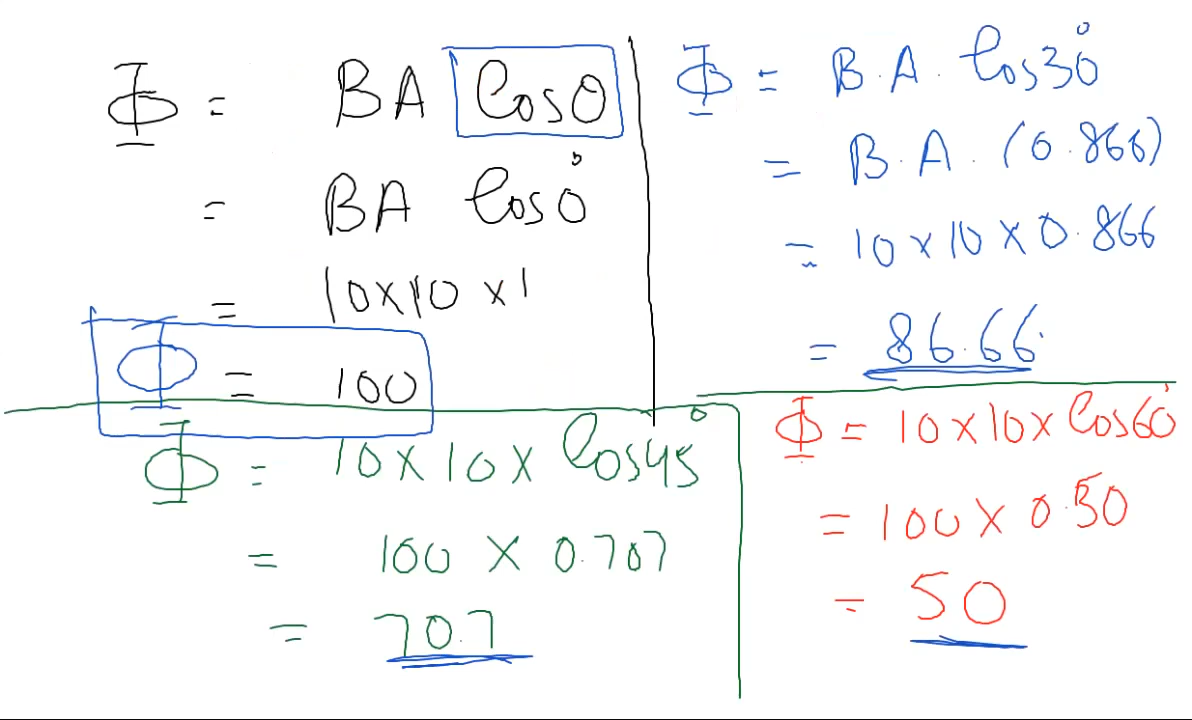 Φ = BA Cosθ
= BA Cos0°
= 10×10 ×1
Φ = 100
Φ = B.A. Cos30°
= B.A. (0.866)
= 10×10×0.866
= 86.66.
Φ = 10×10× Cos45°
= 100 × 0.707
= 70.7
Φ = 10×10× Cos60°
= 100 × 0.50
= 50